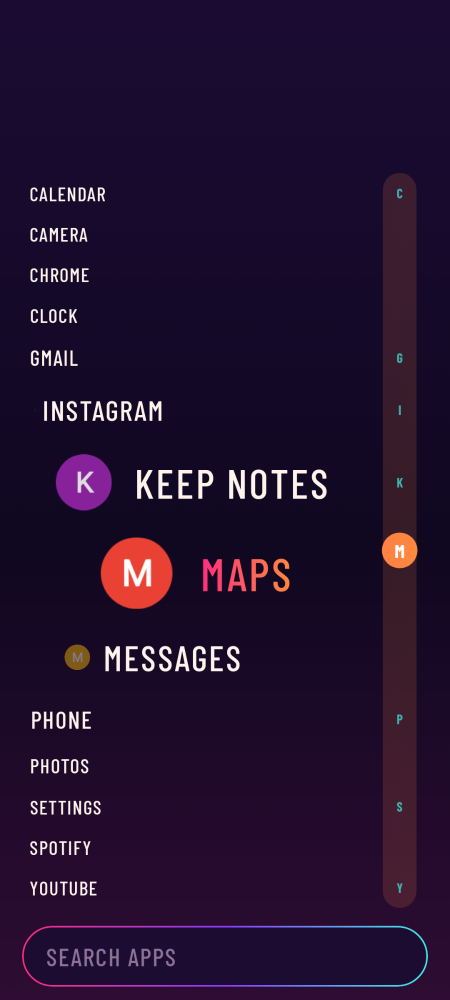 CALENDAR C
CAMERA
CHROME
CLOCK
GMAIL G
INSTAGRAM I
K KEEP NOTES K
M MAPS M
M MESSAGES
PHONE P
PHOTOS
SETTINGS S
SPOTIFY
YOUTUBE Y
SEARCH APPS